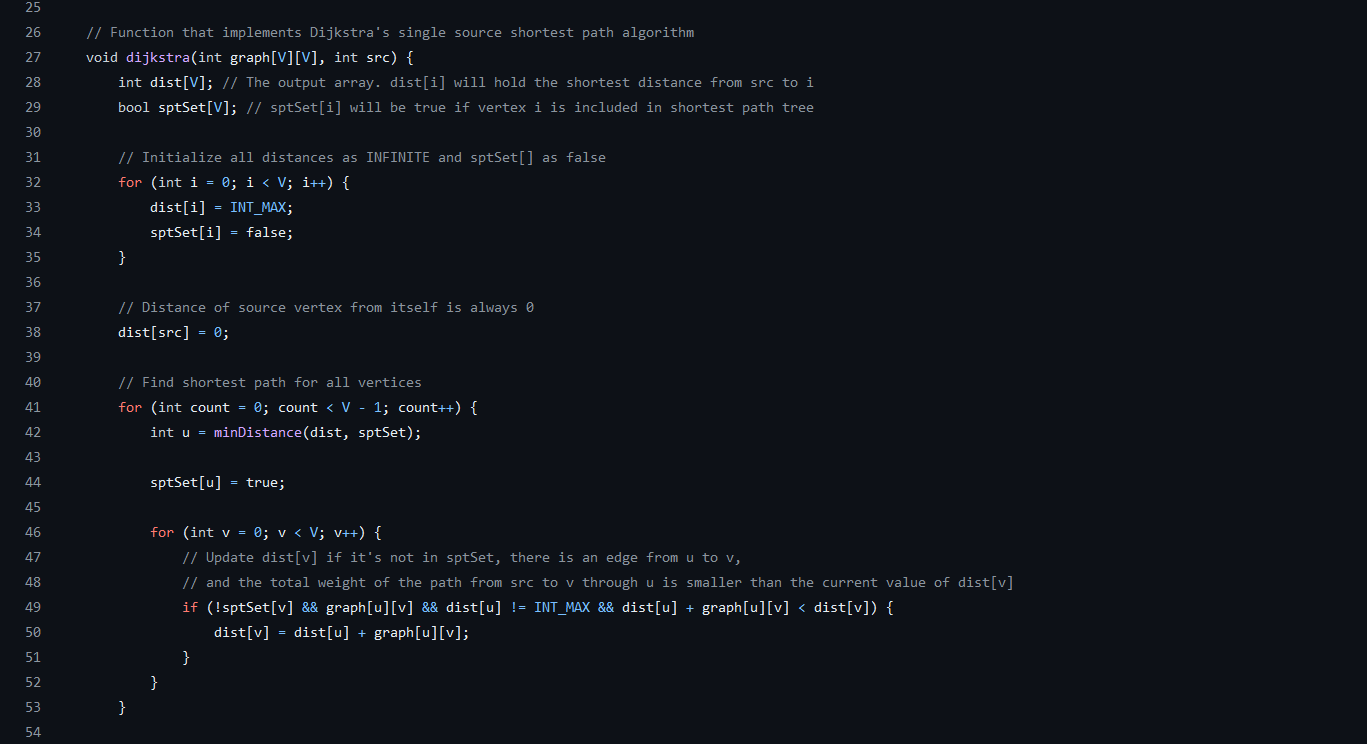 25
26 // Function that implements Dijkstra's single source shortest path algorithm
27 void dijkstra(int graph[V][V], int src) {
28     int dist[V]; // The output array. dist[i] will hold the shortest distance from src to i
29     bool sptSet[V]; // sptSet[i] will be true if vertex i is included in shortest path tree
30
31     // Initialize all distances as INFINITE and sptSet[] as false
32     for (int i = 0; i < V; i++) {
33         dist[i] = INT_MAX;
34         sptSet[i] = false;
35     }
36
37     // Distance of source vertex from itself is always 0
38     dist[src] = 0;
39
40     // Find shortest path for all vertices
41     for (int count = 0; count < V - 1; count++) {
42         int u = minDistance(dist, sptSet);
43
44         sptSet[u] = true;
45
46         for (int v = 0; v < V; v++) {
47             // Update dist[v] if it's not in sptSet, there is an edge from u to v,
48             // and the total weight of the path from src to v through u is smaller than the current value of dist[v]
49             if (!sptSet[v] && graph[u][v] && dist[u] != INT_MAX && dist[u] + graph[u][v] < dist[v]) {
50                 dist[v] = dist[u] + graph[u][v];
51             }
52         }
53     }
54